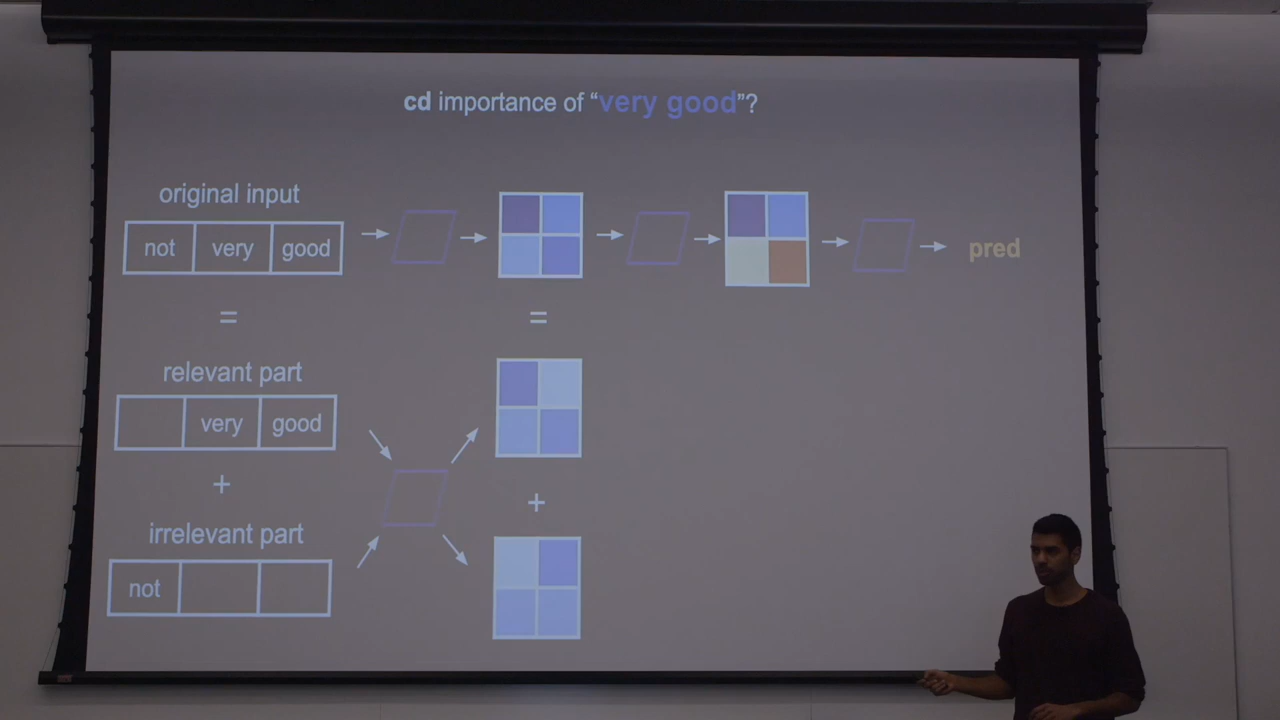 cd importance of “very good”?
original input
not very good
pred
= =
relevant part
very good
+ +
irrelevant part
not